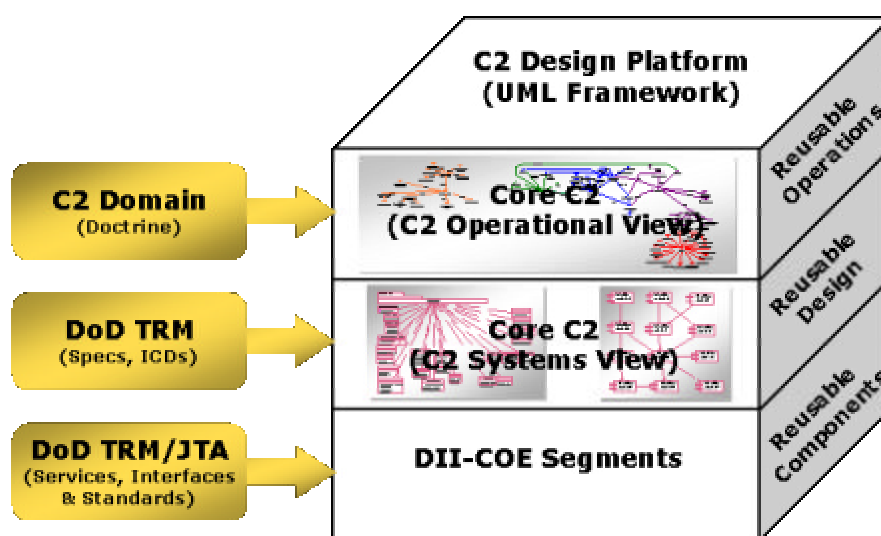 C2 Design Platform
(UML Framework)
Reusable
Operations
C2 Domain
(Doctrine)
Core C2
(C2 Operational View)
DoD TRM
(Specs, ICDs)
Core C2
(C2 Systems View)
Reusable
Design
DoD TRM/JTA
(Services, Interfaces
& Standards)
DII-COE Segments
Reusable
Components